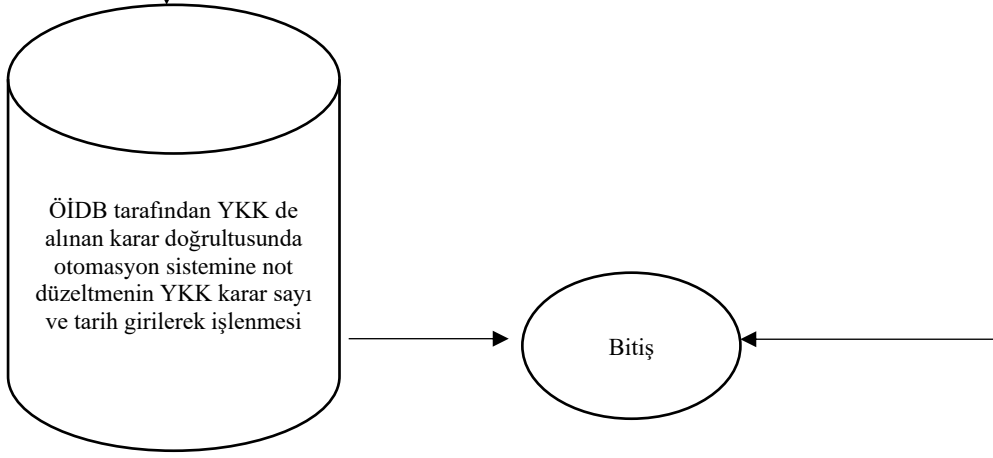 ÖİDB tarafından YKK de
alınan karar doğrultusunda
otomasyon sistemine not
düzeltmenin YKK karar sayı
ve tarih girilerek işlenmesi
Bitiş